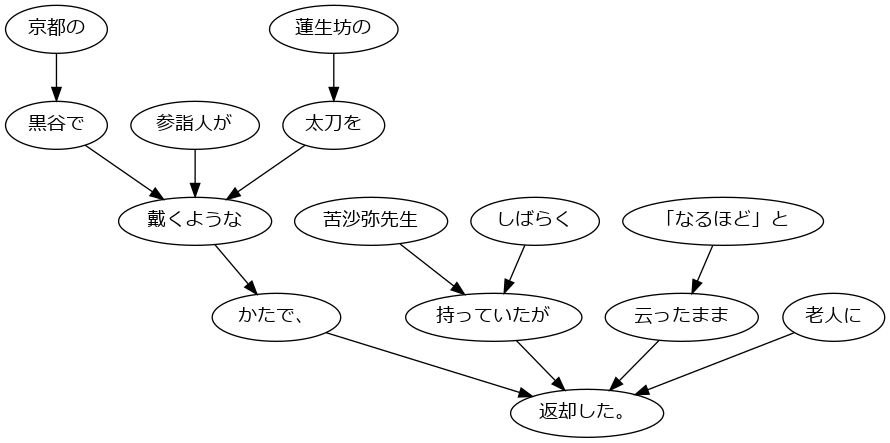 京都の
蓮生坊の
黒谷で
参詣人が
太刀を
戴くような
苦沙弥先生
しばらく
「なるほど」と
かたで、
持っていたが
云ったまま
老人に
返却した。